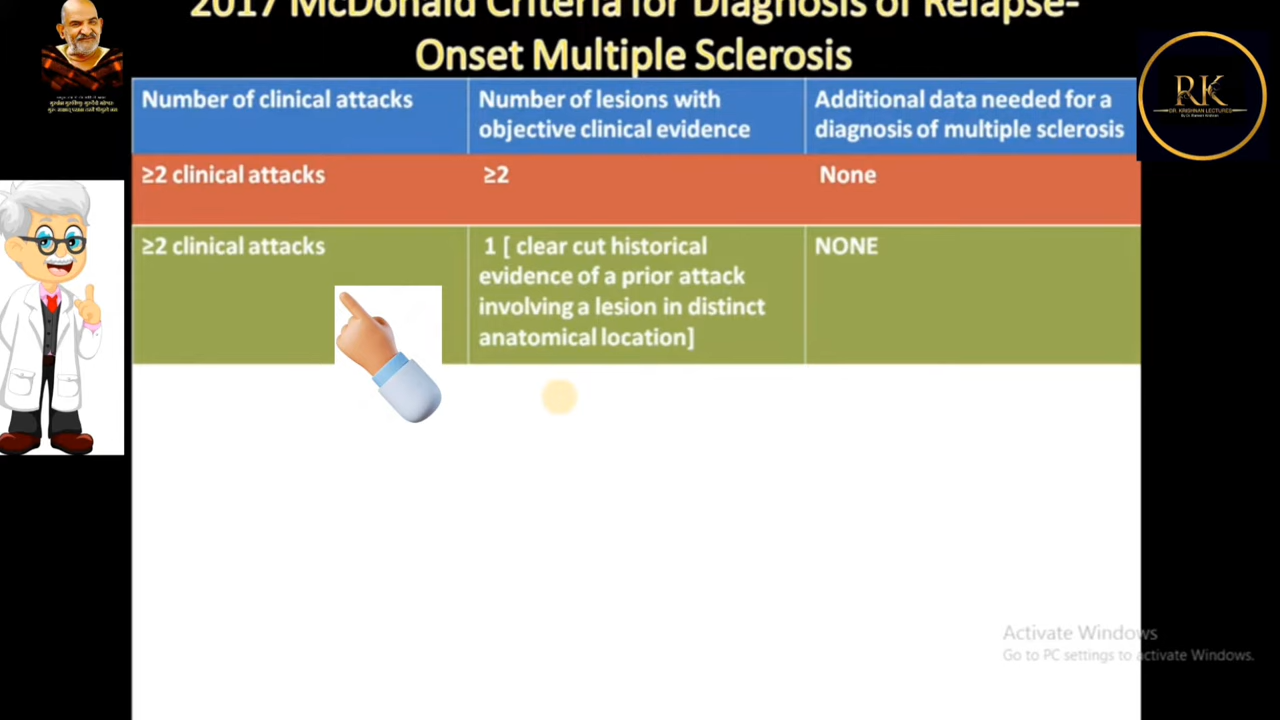 2017 McDonald Criteria for Diagnosis of Relapse-
Onset Multiple Sclerosis
Number of clinical attacks
Number of lesions with
objective clinical evidence
Additional data needed for a
diagnosis of multiple sclerosis
≥2 clinical attacks
≥2
None
≥2 clinical attacks
1 [ clear cut historical
evidence of a prior attack
involving a lesion in distinct
anatomical location]
NONE
RK
DR. KRISHNAN LECTURES
Activate Windows
Go to PC settings to activate Windows.